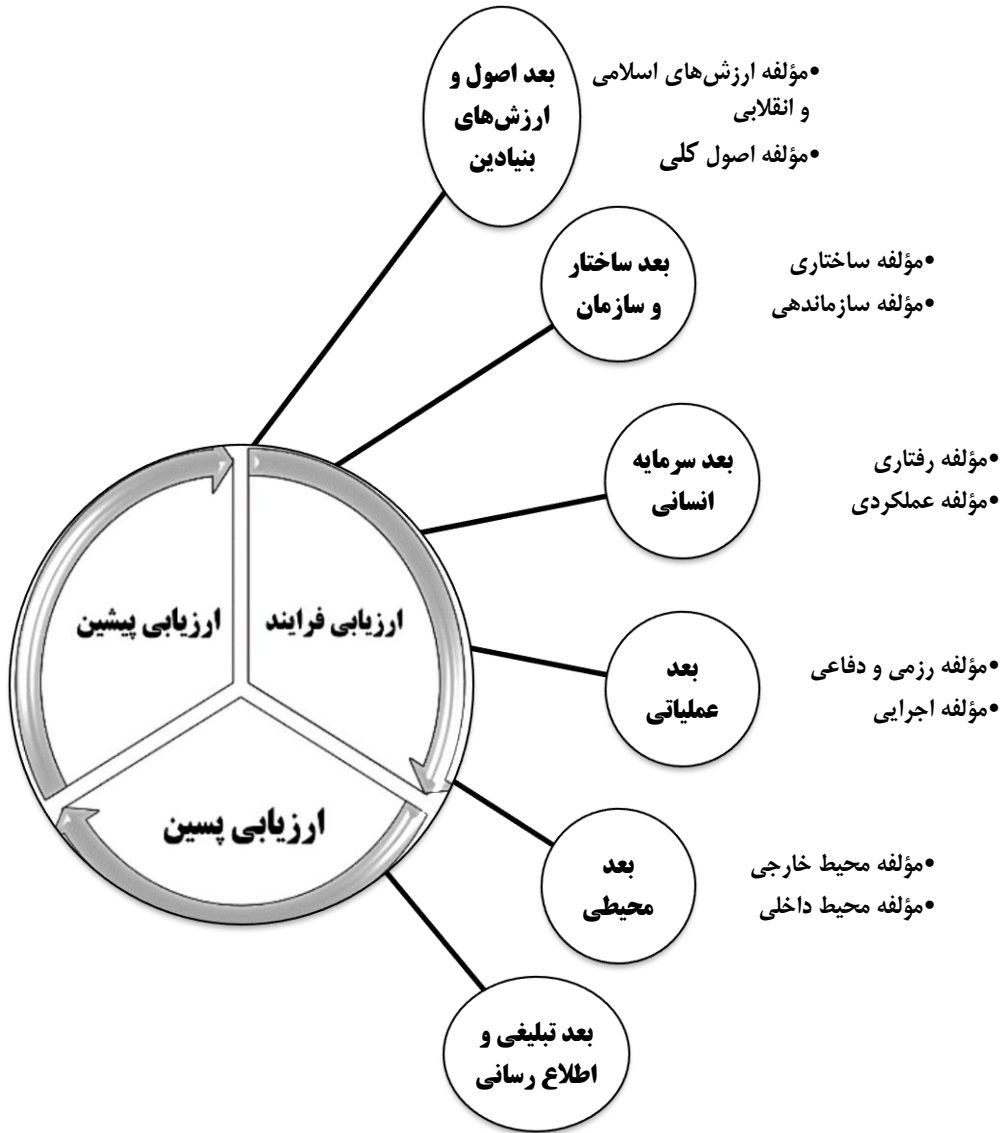 بعد اصول و
ارزش‌های
بنیادین
•مؤلفه ارزش‌های اسلامی
و انقلابی
•مؤلفه اصول کلی
بعد ساختار
و سازمان
•مؤلفه ساختاری
•مؤلفه سازماندهی
بعد سرمایه
انسانی
•مؤلفه رفتاری
•مؤلفه عملکردی
ارزیابی فرایند
ارزیابی پیشین
ارزیابی پسین
بعد
عملیاتی
•مؤلفه رزمی و دفاعی
•مؤلفه اجرایی
بعد
محیطی
•مؤلفه محیط خارجی
•مؤلفه محیط داخلی
بعد تبلیغی و
اطلاع رسانی